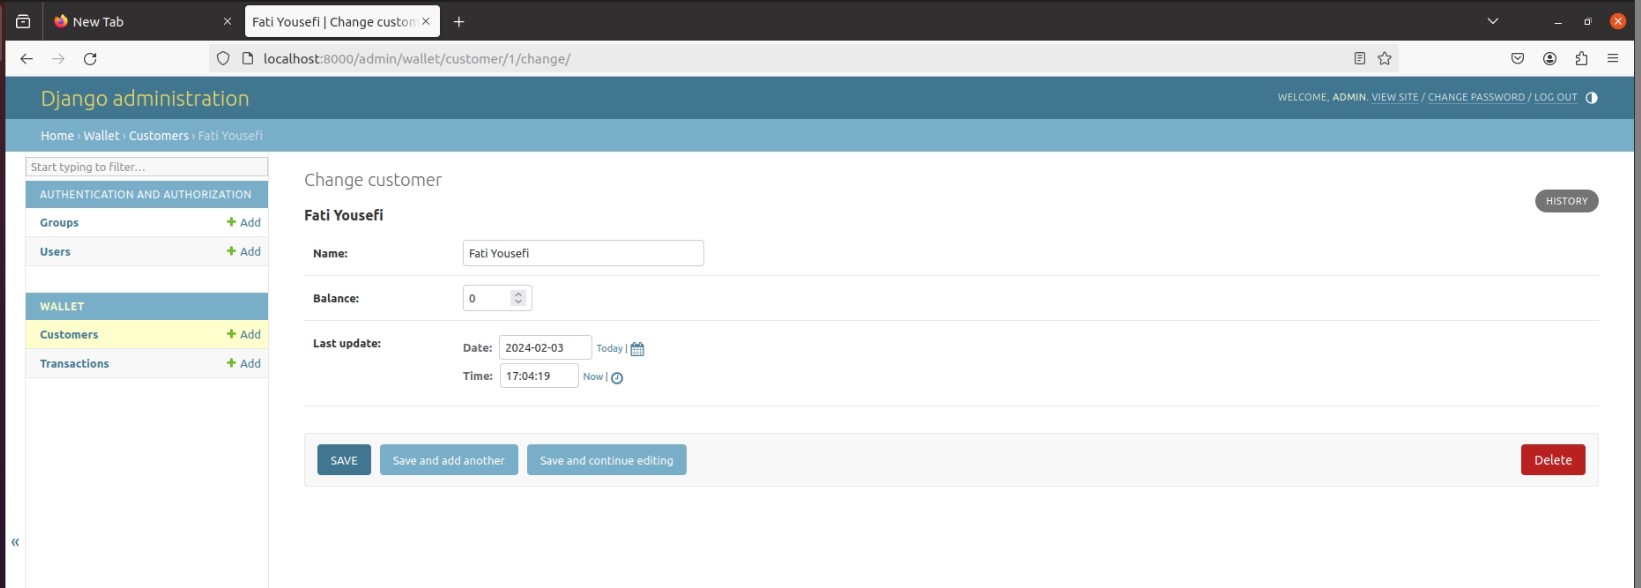 New Tab
Fati Yousefi | Change custom
localhost:8000/admin/wallet/customer/1/change/
Django administration
WELCOME, ADMIN. VIEW SITE / CHANGE PASSWORD / LOG OUT
Home › Wallet › Customers › Fati Yousefi
Start typing to filter...
AUTHENTICATION AND AUTHORIZATION
Groups + Add
Users + Add
WALLET
Customers + Add
Transactions + Add
«
Change customer
HISTORY
Fati Yousefi
Name: Fati Yousefi
Balance: 0
Last update:
Date: 2024-02-03 Today |
Time: 17:04:19 Now |
SAVE Save and add another Save and continue editing Delete